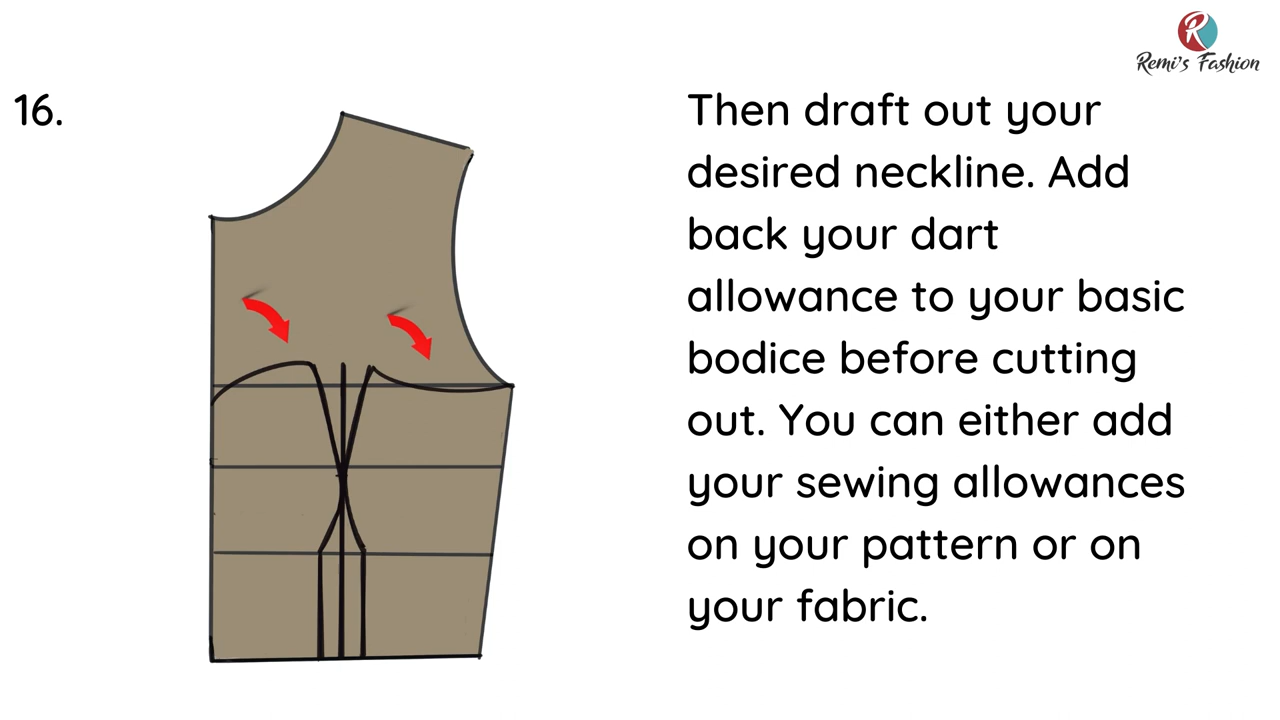 R
Remi's Fashion
16.
Then draft out your
desired neckline. Add
back your dart
allowance to your basic
bodice before cutting
out. You can either add
your sewing allowances
on your pattern or on
your fabric.